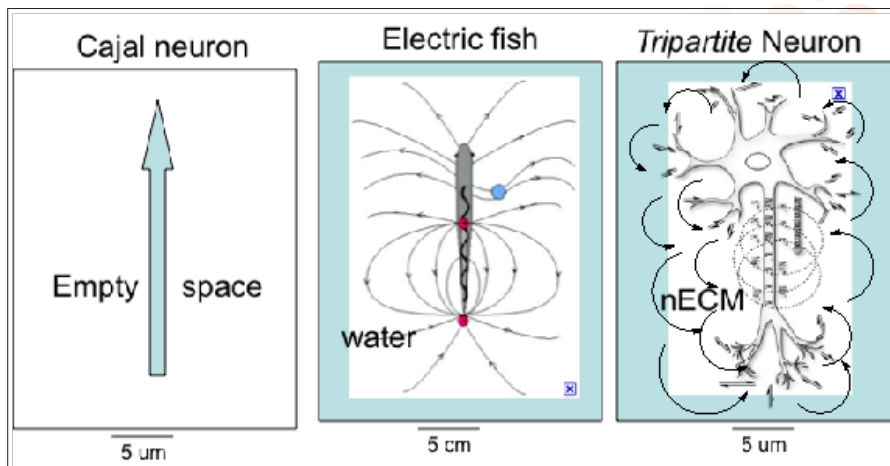 Cajal neuron
Empty space
5 um
Electric fish
water
5 cm
Tripartite Neuron
nECM
5 um